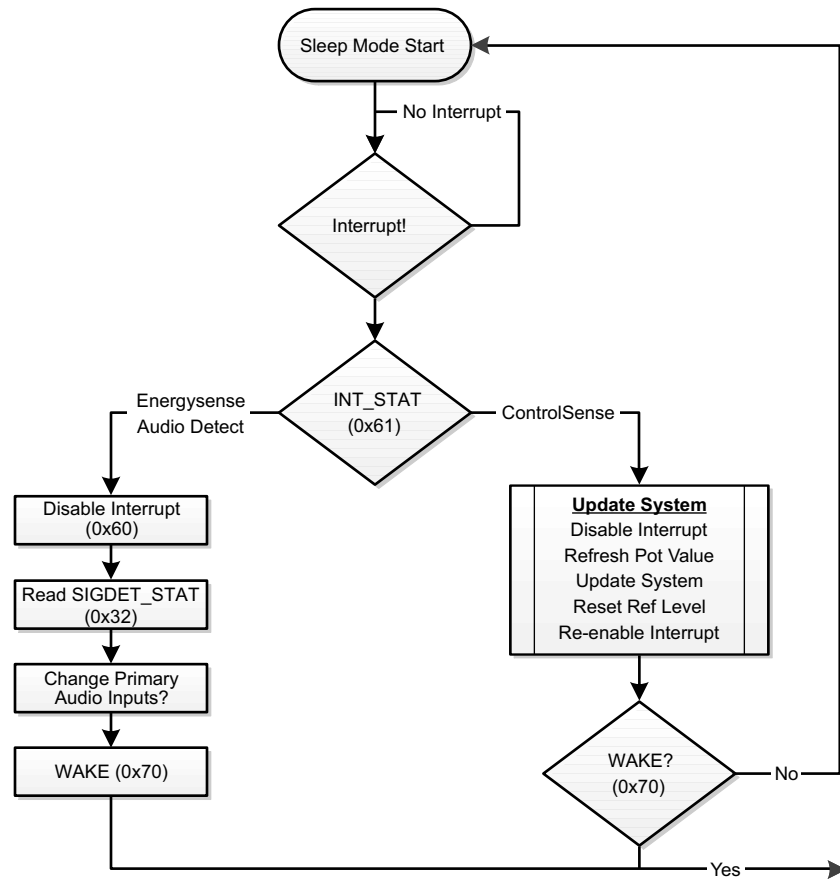 Sleep Mode Start
No Interrupt
Interrupt!
INT_STAT
(0x61)
Energysense
Audio Detect
ControlSense
Disable Interrupt
(0x60)
Read SIGDET_STAT
(0x32)
Change Primary
Audio Inputs?
WAKE (0x70)
Update System
Disable Interrupt
Refresh Pot Value
Update System
Reset Ref Level
Re-enable Interrupt
WAKE?
(0x70)
No
Yes